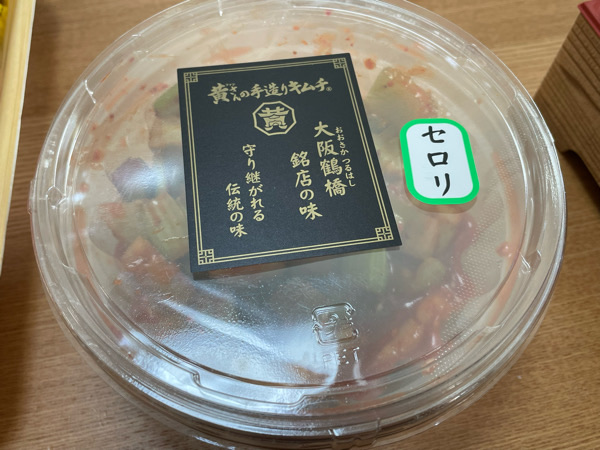 黄さんの手造りキムチ®
黄
おおさか つるはし
大阪鶴橋
銘店の味
守り継がれる
伝統の味
セロリ